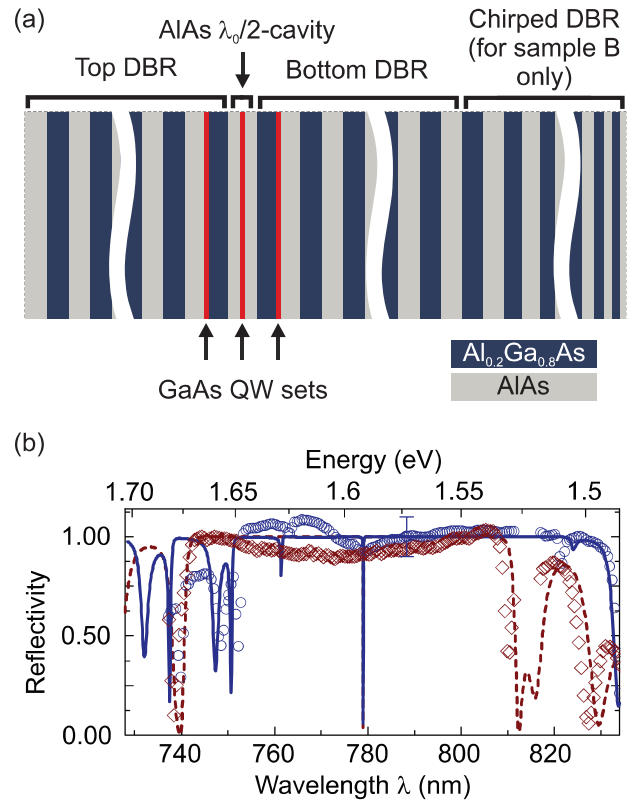 (a)
AlAs λ₀/2-cavity
Chirped DBR
(for sample B
only)
Top DBR
Bottom DBR
GaAs QW sets
Al₀.₂Ga₀.₈As
AlAs
(b)
Energy (eV)
1.70 1.65 1.6 1.55 1.5
1.00
0.50
0.00
Reflectivity
740 760 780 800 820
Wavelength λ (nm)